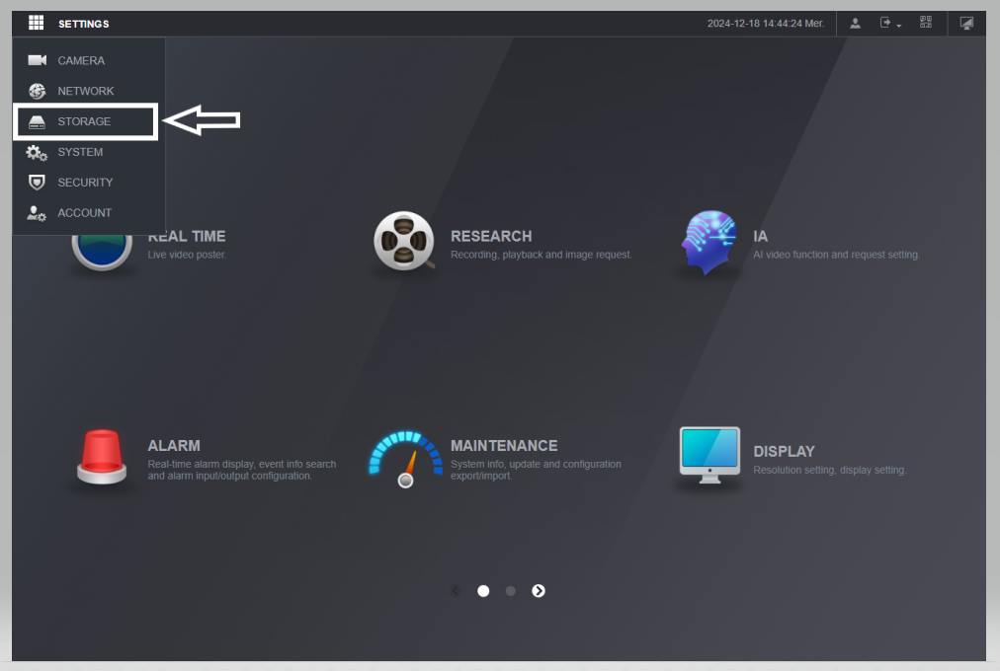 SETTINGS
2024-12-18 14:44:24 Mer.
CAMERA
NETWORK
STORAGE
SYSTEM
SECURITY
ACCOUNT
REAL TIME
Live video poster.
RESEARCH
Recording, playback and image request.
IA
AI video function and request setting.
ALARM
Real-time alarm display, event info search
and alarm input/output configuration.
MAINTENANCE
System info, update and configuration
export/import.
DISPLAY
Resolution setting, display setting.